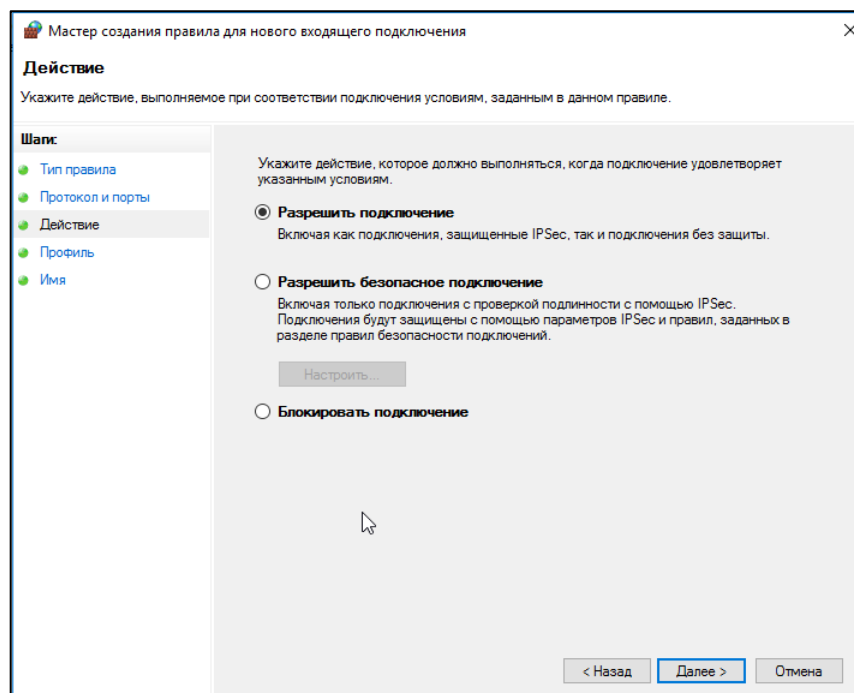 Мастер создания правила для нового входящего подключения
Действие
Укажите действие, выполняемое при соответствии подключения условиям, заданным в данном правиле.
Шаги:
Тип правила
Протокол и порты
Действие
Профиль
Имя
Укажите действие, которое должно выполняться, когда подключение удовлетворяет
указанным условиям.
Разрешить подключение
Включая как подключения, защищенные IPSec, так и подключения без защиты.
Разрешить безопасное подключение
Включая только подключения с проверкой подлинности с помощью IPSec.
Подключения будут защищены с помощью параметров IPSec и правил, заданных в
разделе правил безопасности подключений.
Настроить...
Блокировать подключение
< Назад
Далее >
Отмена